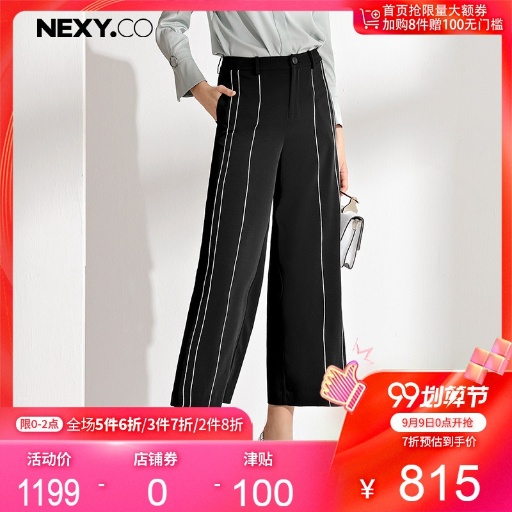 NEXY.CO
首页抢限量大额券
加购8件赠100无门槛
99划算节
9月9日0点开抢
限0-2点 全场5件6折/3件7折/2件8折
7折预估到手价
活动价 店铺券 津贴
1199 - 0 - 100 ¥ 815